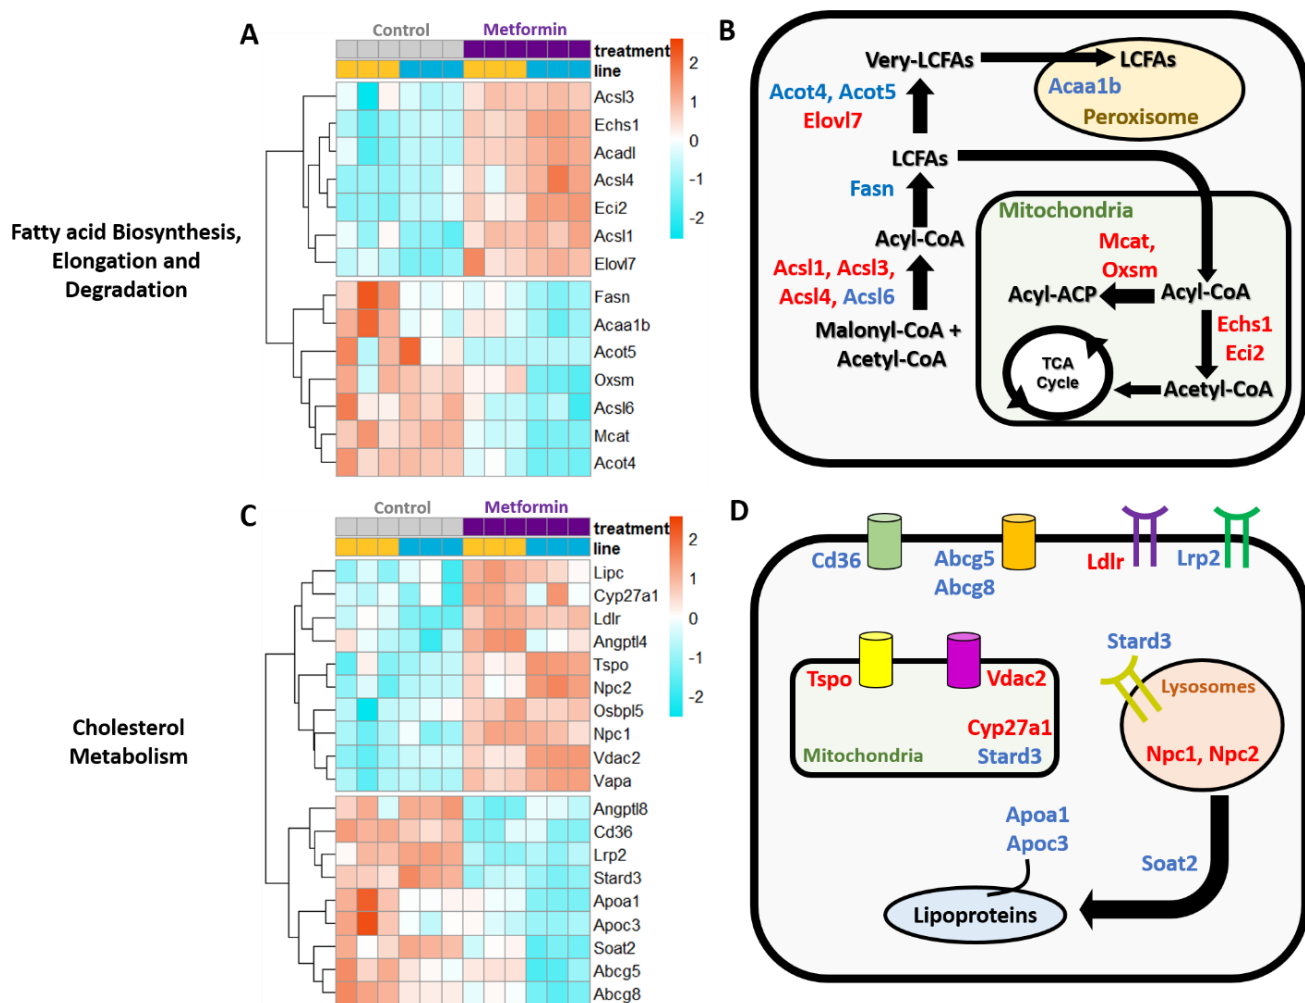 Fatty acid Biosynthesis,
Elongation and
Degradation
A
Control
Metformin
treatment
line
2
1
0
-1
-2
Acsl3
Echs1
Acadl
Acsl4
Eci2
Acsl1
Elovl7
Fasn
Acaa1b
Acot5
Oxsm
Acsl6
Mcat
Acot4
B
Very-LCFAs
LCFAs
Acot4, Acot5
Elovl7
Acaa1b
Peroxisome
LCFAs
Fasn
Mitochondria
Acyl-CoA
Mcat,
Oxsm
Acsl1, Acsl3,
Acsl4, Acsl6
Acyl-ACP
Acyl-CoA
Malonyl-CoA +
Acetyl-CoA
Echs1
Eci2
TCA
Cycle
Acetyl-CoA
Cholesterol
Metabolism
C
Control
Metformin
treatment
line
2
1
0
-1
-2
Lipc
Cyp27a1
Ldlr
Angptl4
Tspo
Npc2
Osbpl5
Npc1
Vdac2
Vapa
Angptl8
Cd36
Lrp2
Stard3
Apoa1
Apoc3
Soat2
Abcg5
Abcg8
D
Cd36
Abcg5
Abcg8
Ldlr
Lrp2
Tspo
Vdac2
Cyp27a1
Stard3
Mitochondria
Stard3
Lysosomes
Npc1, Npc2
Apoa1
Apoc3
Soat2
Lipoproteins